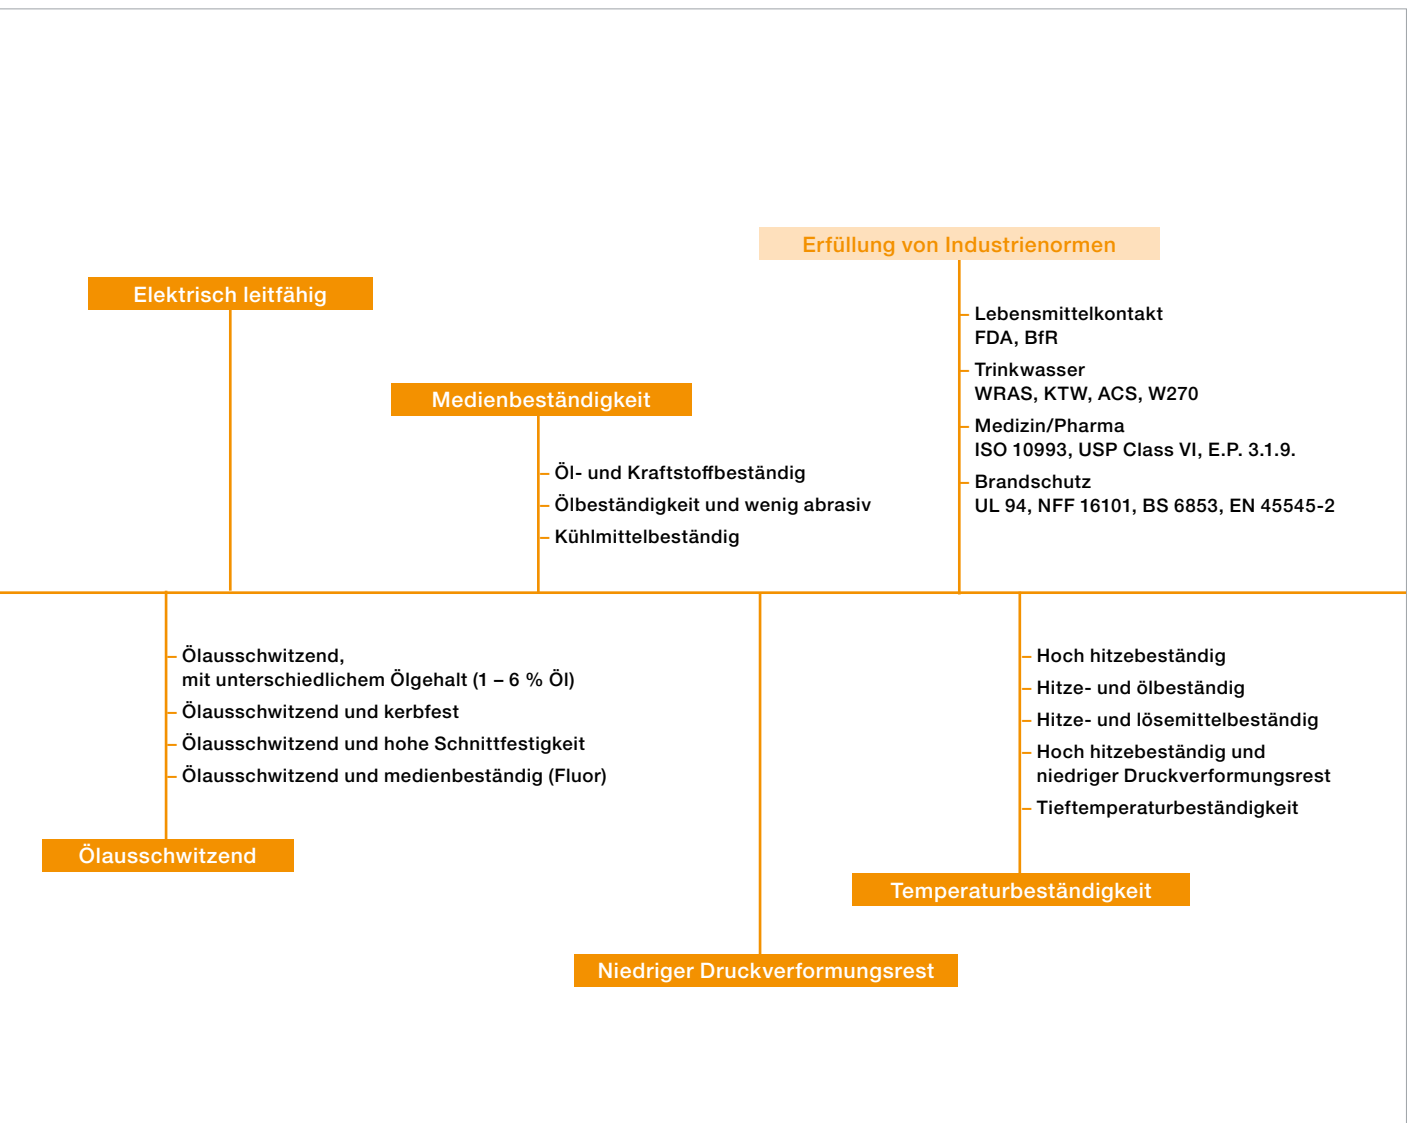 Elektrisch leitfähig
Medienbeständigkeit
Öl- und Kraftstoffbeständig
Ölbeständigkeit und wenig abrasiv
Kühlmittelbeständig
Erfüllung von Industrienormen
Lebensmittelkontakt
FDA, BfR
Trinkwasser
WRAS, KTW, ACS, W270
Medizin/Pharma
ISO 10993, USP Class VI, E.P. 3.1.9.
Brandschutz
UL 94, NFF 16101, BS 6853, EN 45545-2
Ölausschwitzend,
mit unterschiedlichem Ölgehalt (1 – 6 % Öl)
Ölausschwitzend und kerbfest
Ölausschwitzend und hohe Schnittfestigkeit
Ölausschwitzend und medienbeständig (Fluor)
Ölausschwitzend
Niedriger Druckverformungsrest
Hoch hitzebeständig
Hitze- und ölbeständig
Hitze- und lösemittelbeständig
Hoch hitzebeständig und
niedriger Druckverformungsrest
Tieftemperaturbeständigkeit
Temperaturbeständigkeit